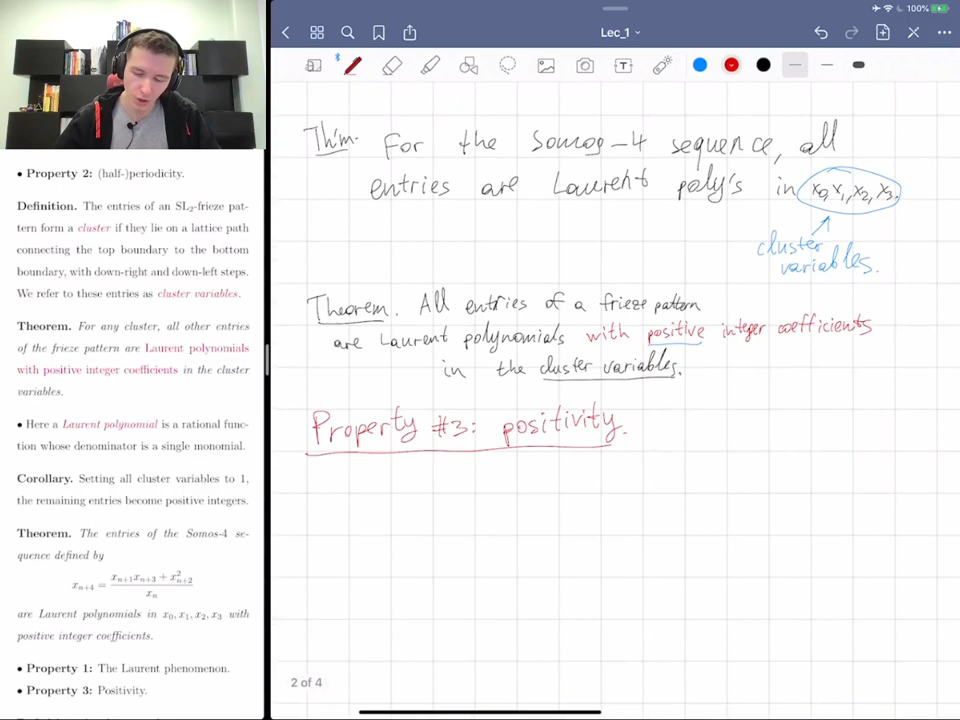 • Property 2: (half-)periodicity.
Definition. The entries of an SL₂-frieze pat-
tern form a cluster if they lie on a lattice path
connecting the top boundary to the bottom
boundary, with down-right and down-left steps.
We refer to these entries as cluster variables.
Theorem. For any cluster, all other entries
of the frieze pattern are Laurent polynomials
with positive integer coefficients in the cluster
variables.
• Here a Laurent polynomial is a rational func-
tion whose denominator is a single monomial.
Corollary. Setting all cluster variables to 1,
the remaining entries become positive integers.
Theorem. The entries of the Somos-4 se-
quence defined by
xₙ₊₄ = (xₙ₊₁xₙ₊₃ + xₙ₊₂²) / xₙ
are Laurent polynomials in x₀, x₁, x₂, x₃ with
positive integer coefficients.
• Property 1: The Laurent phenomenon.
• Property 3: Positivity.
100%
Lec_1
T
Thm. For the Somos-4 sequence, all
entries are Laurent poly's in x₀, x₁, x₂, x₃.
cluster
variables.
Theorem. All entries of a frieze pattern
are Laurent polynomials with positive integer coefficients
in the cluster variables.
Property #3: positivity.
2 of 4